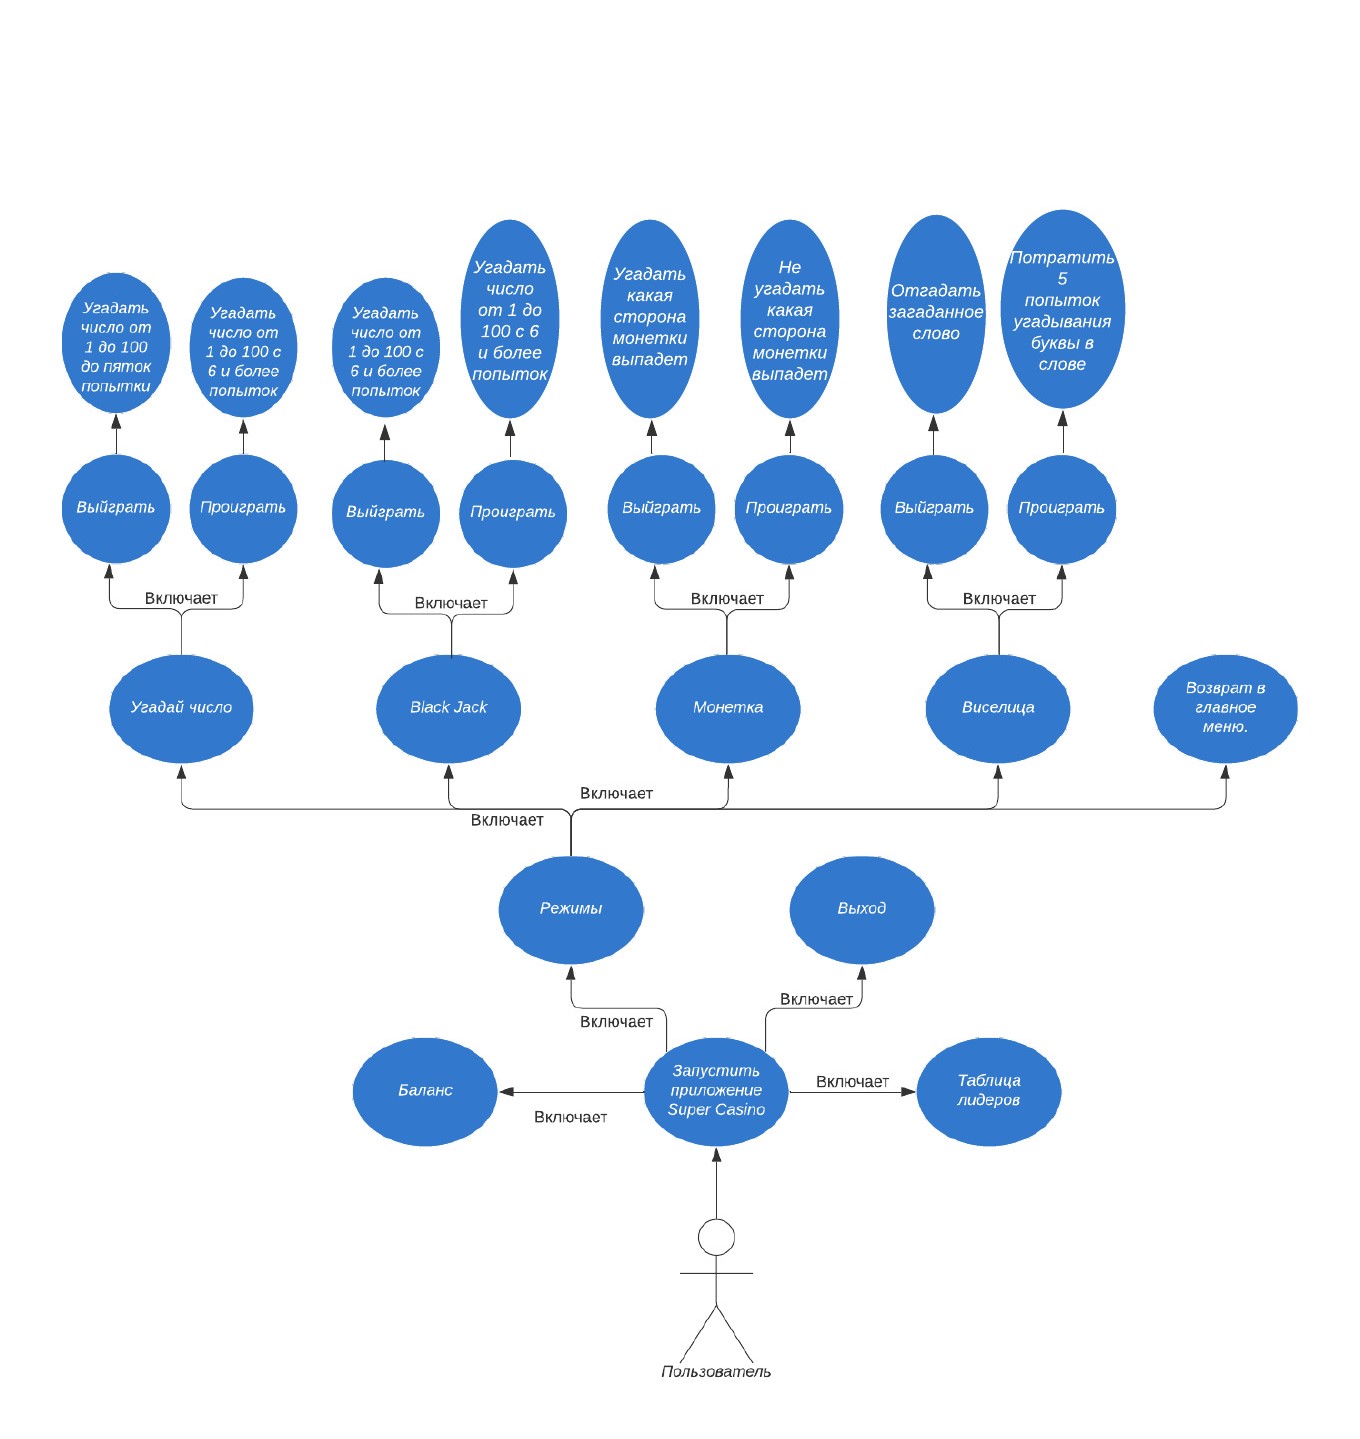 Угадать
число от
1 до 100
до пяток
попытки
Угадать
число от
1 до 100 с
6 и более
попыток
Угадать
число от
1 до 100 с
6 и более
попыток
Угадать
число
от 1 до
100 с 6
и более
попыток
Угадать
какая
сторона
монетки
выпадет
Не
угадать
какая
сторона
монетки
выпадет
Отгадать
загаданное
слово
Потратить
5
попыток
угадывания
буквы в
слове
Выйграть
Проиграть
Выйграть
Проиграть
Выйграть
Проиграть
Выйграть
Проиграть
Включает
Включает
Включает
Включает
Угадай число
Black Jack
Монетка
Виселица
Возврат в
главное
меню.
Включает
Включает
Режимы
Выход
Включает
Включает
Баланс
Включает
Запустить
приложение
Super Casino
Включает
Таблица
лидеров
Пользователь